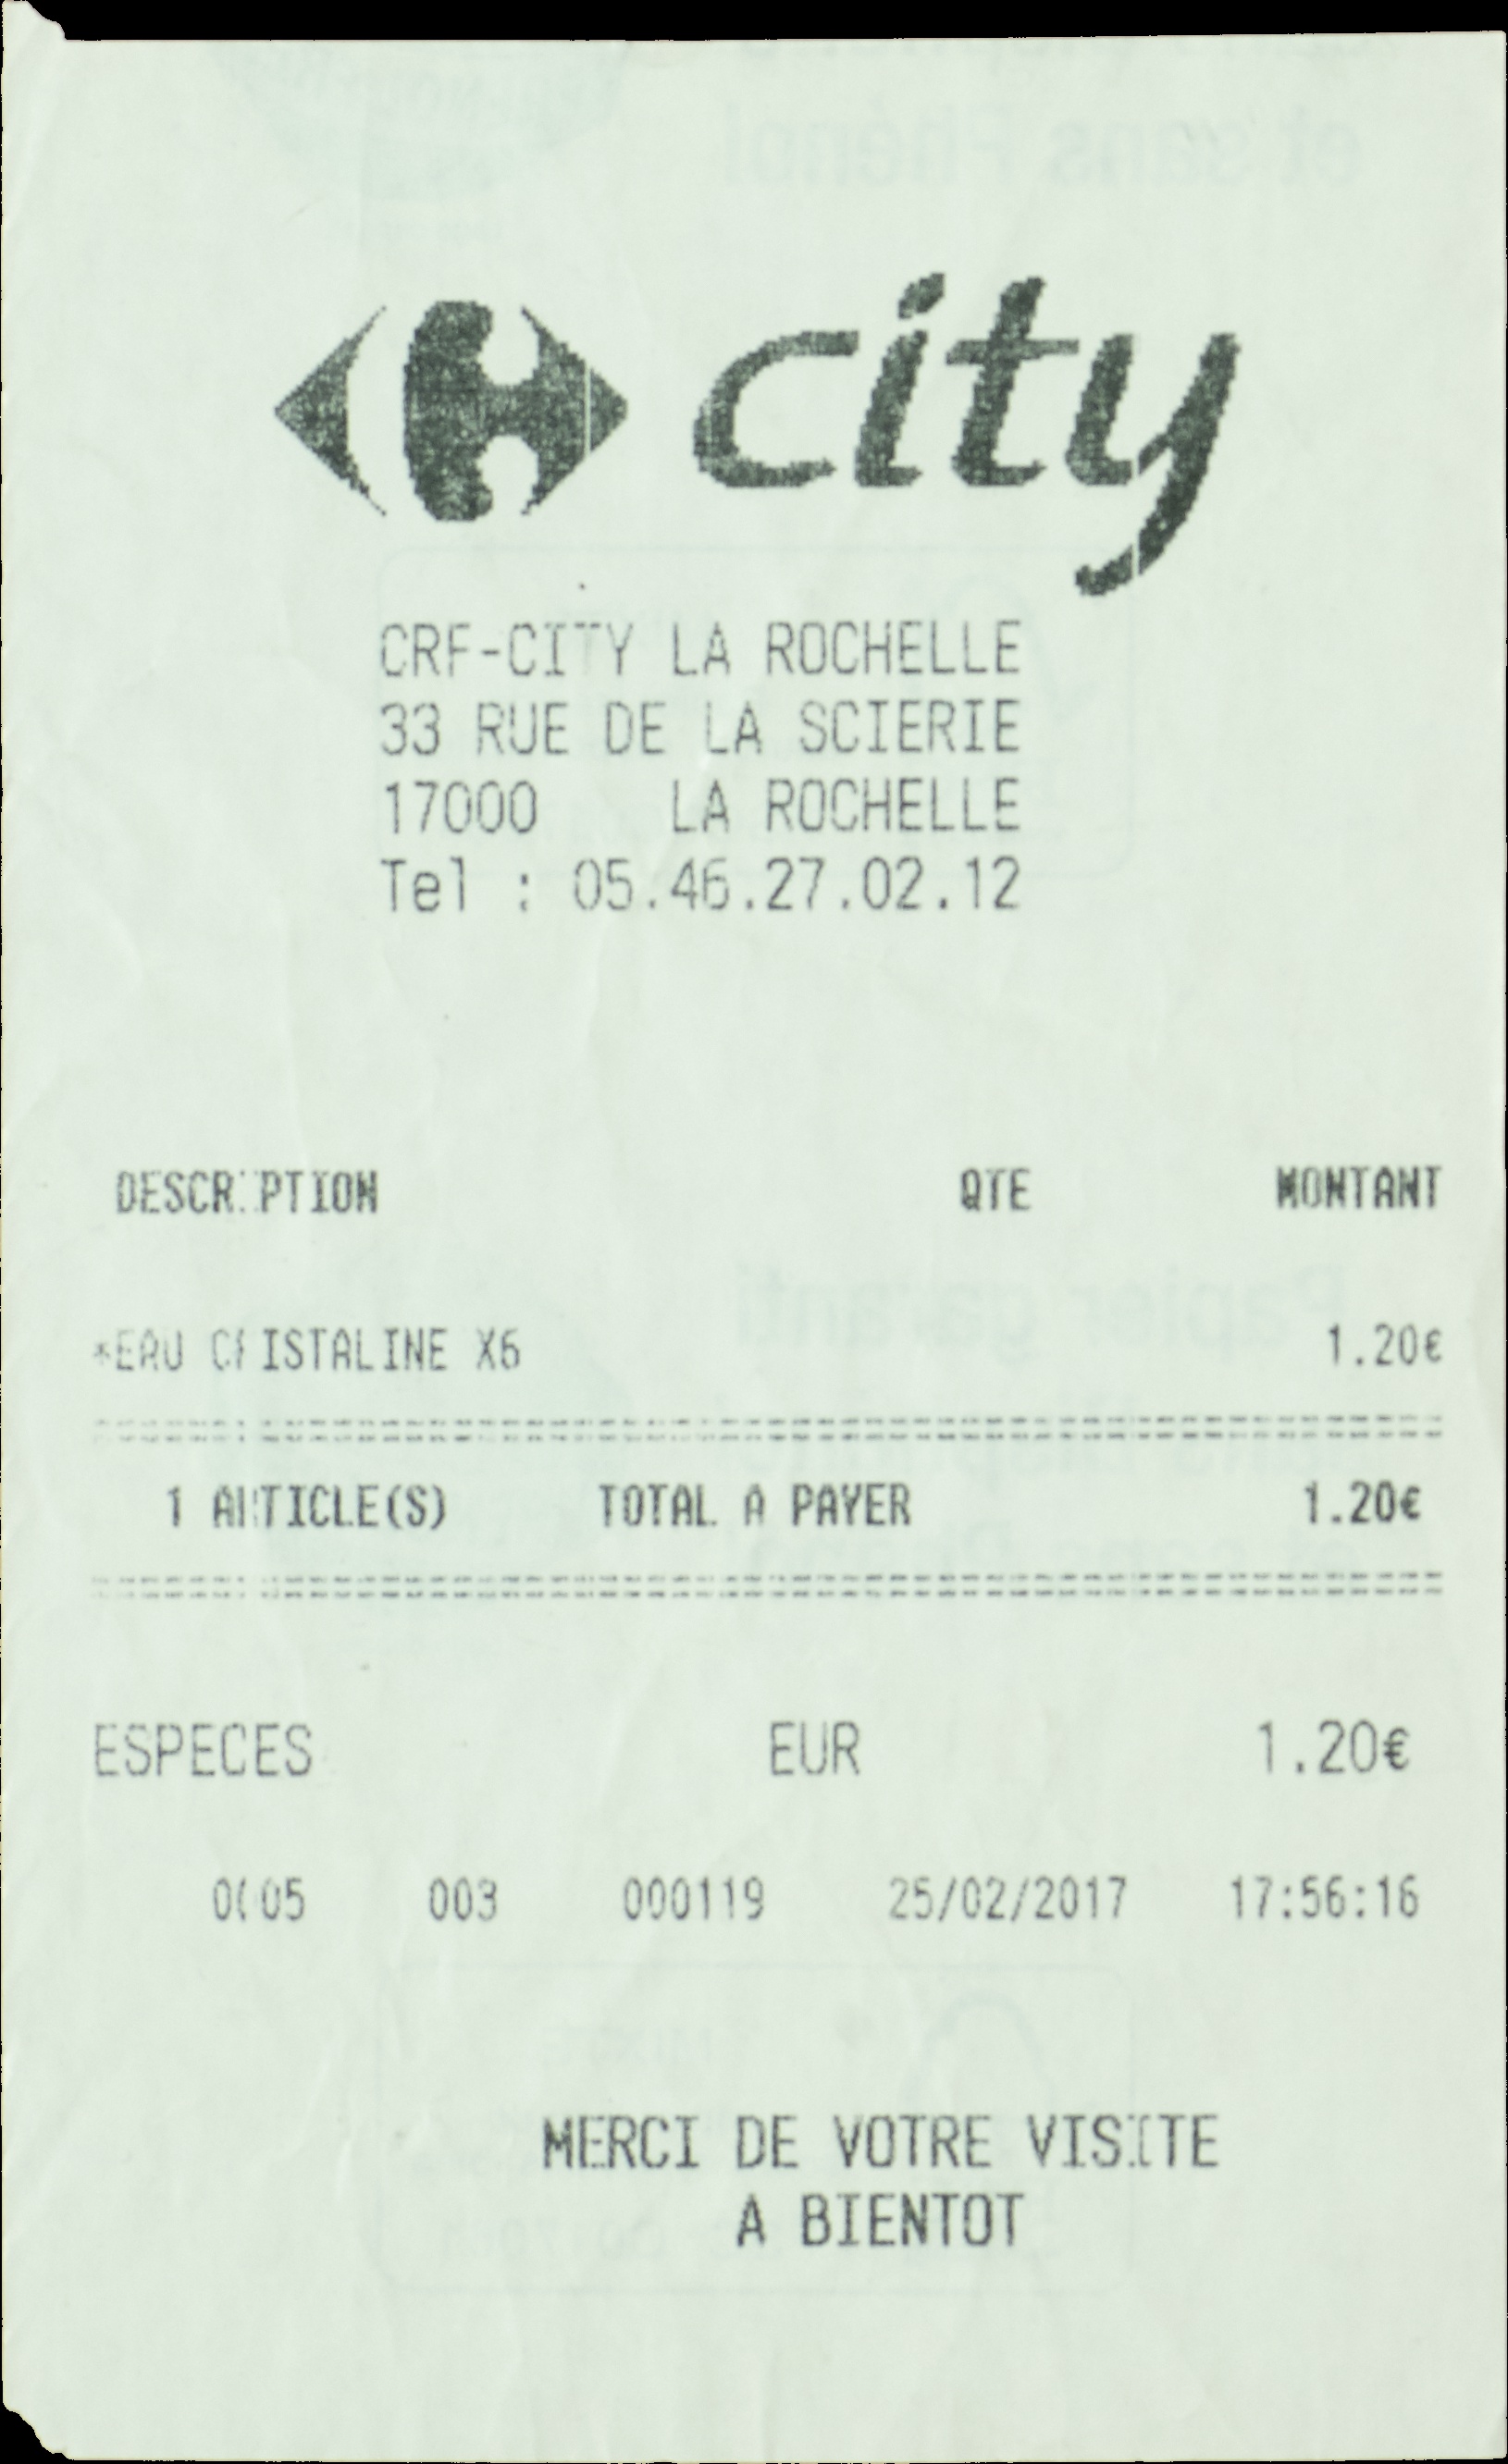 city
CRF-CITY LA ROCHELLE
33 RUE DE LA SCIERIE
17000 LA ROCHELLE
Tel : 05.46.27.02.12
DESCRIPTION QTE MONTANT
*EAU CRISTALINE X6 1.20€
1 ARTICLE(S) TOTAL A PAYER 1.20€
ESPECES EUR 1.20€
0005 003 000119 25/02/2017 17:56:16
MERCI DE VOTRE VISITE
A BIENTOT